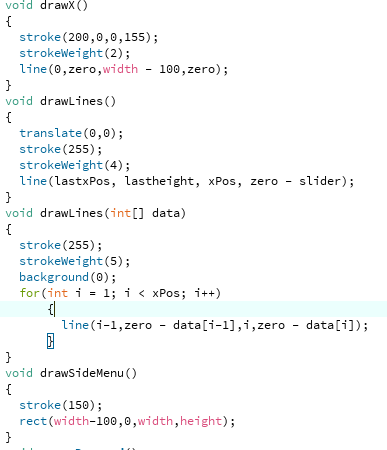 void drawX()
{
  stroke(200,0,0,155);
  strokeWeight(2);
  line(0,zero,width - 100,zero);
}
void drawLines()
{
  translate(0,0);
  stroke(255);
  strokeWeight(4);
  line(lastxPos, lastheight, xPos, zero - slider);
}
void drawLines(int[] data)
{
  stroke(255);
  strokeWeight(5);
  background(0);
  for(int i = 1; i < xPos; i++)
      {
        line(i-1,zero - data[i-1],i,zero - data[i]);
      }
}
void drawSideMenu()
{
  stroke(150);
  rect(width-100,0,width,height);
}